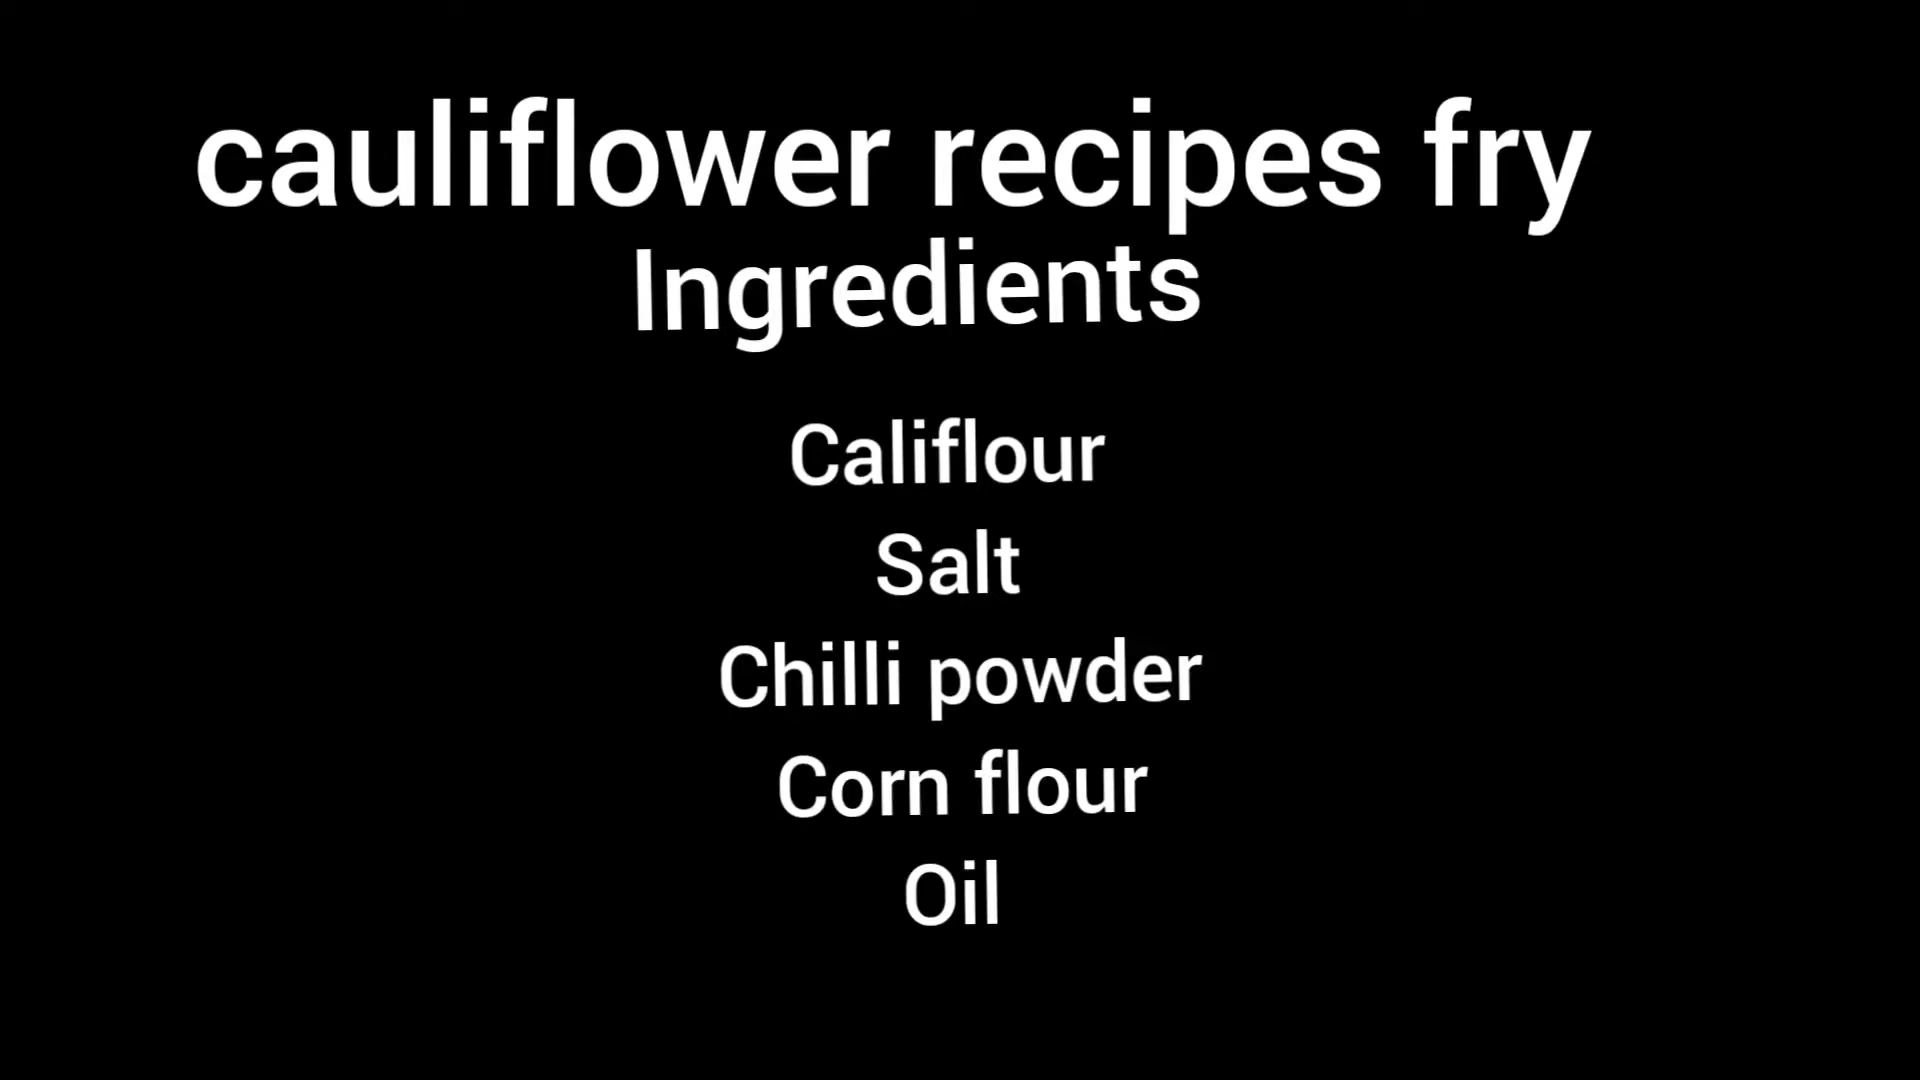 cauliflower recipes fry
Ingredients
Califlour
Salt
Chilli powder
Corn flour
Oil